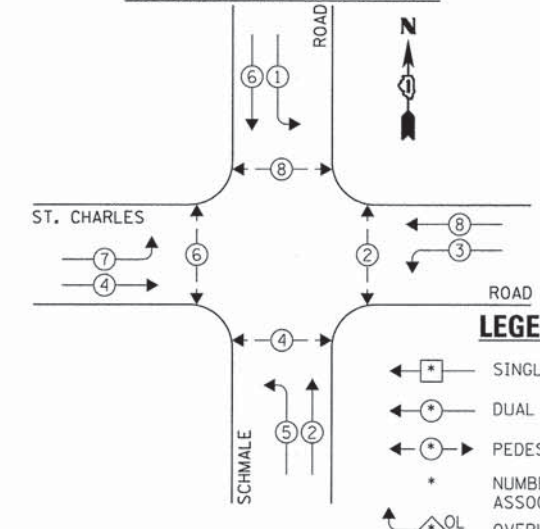 ROAD
N
6 1
8
ST. CHARLES
8
7
6
2
3
4
ROAD
4
LEGE
* SINGL
* DUAL
5 2
* PEDES
SCHMALE
* NUMB
ASSOC
* OL